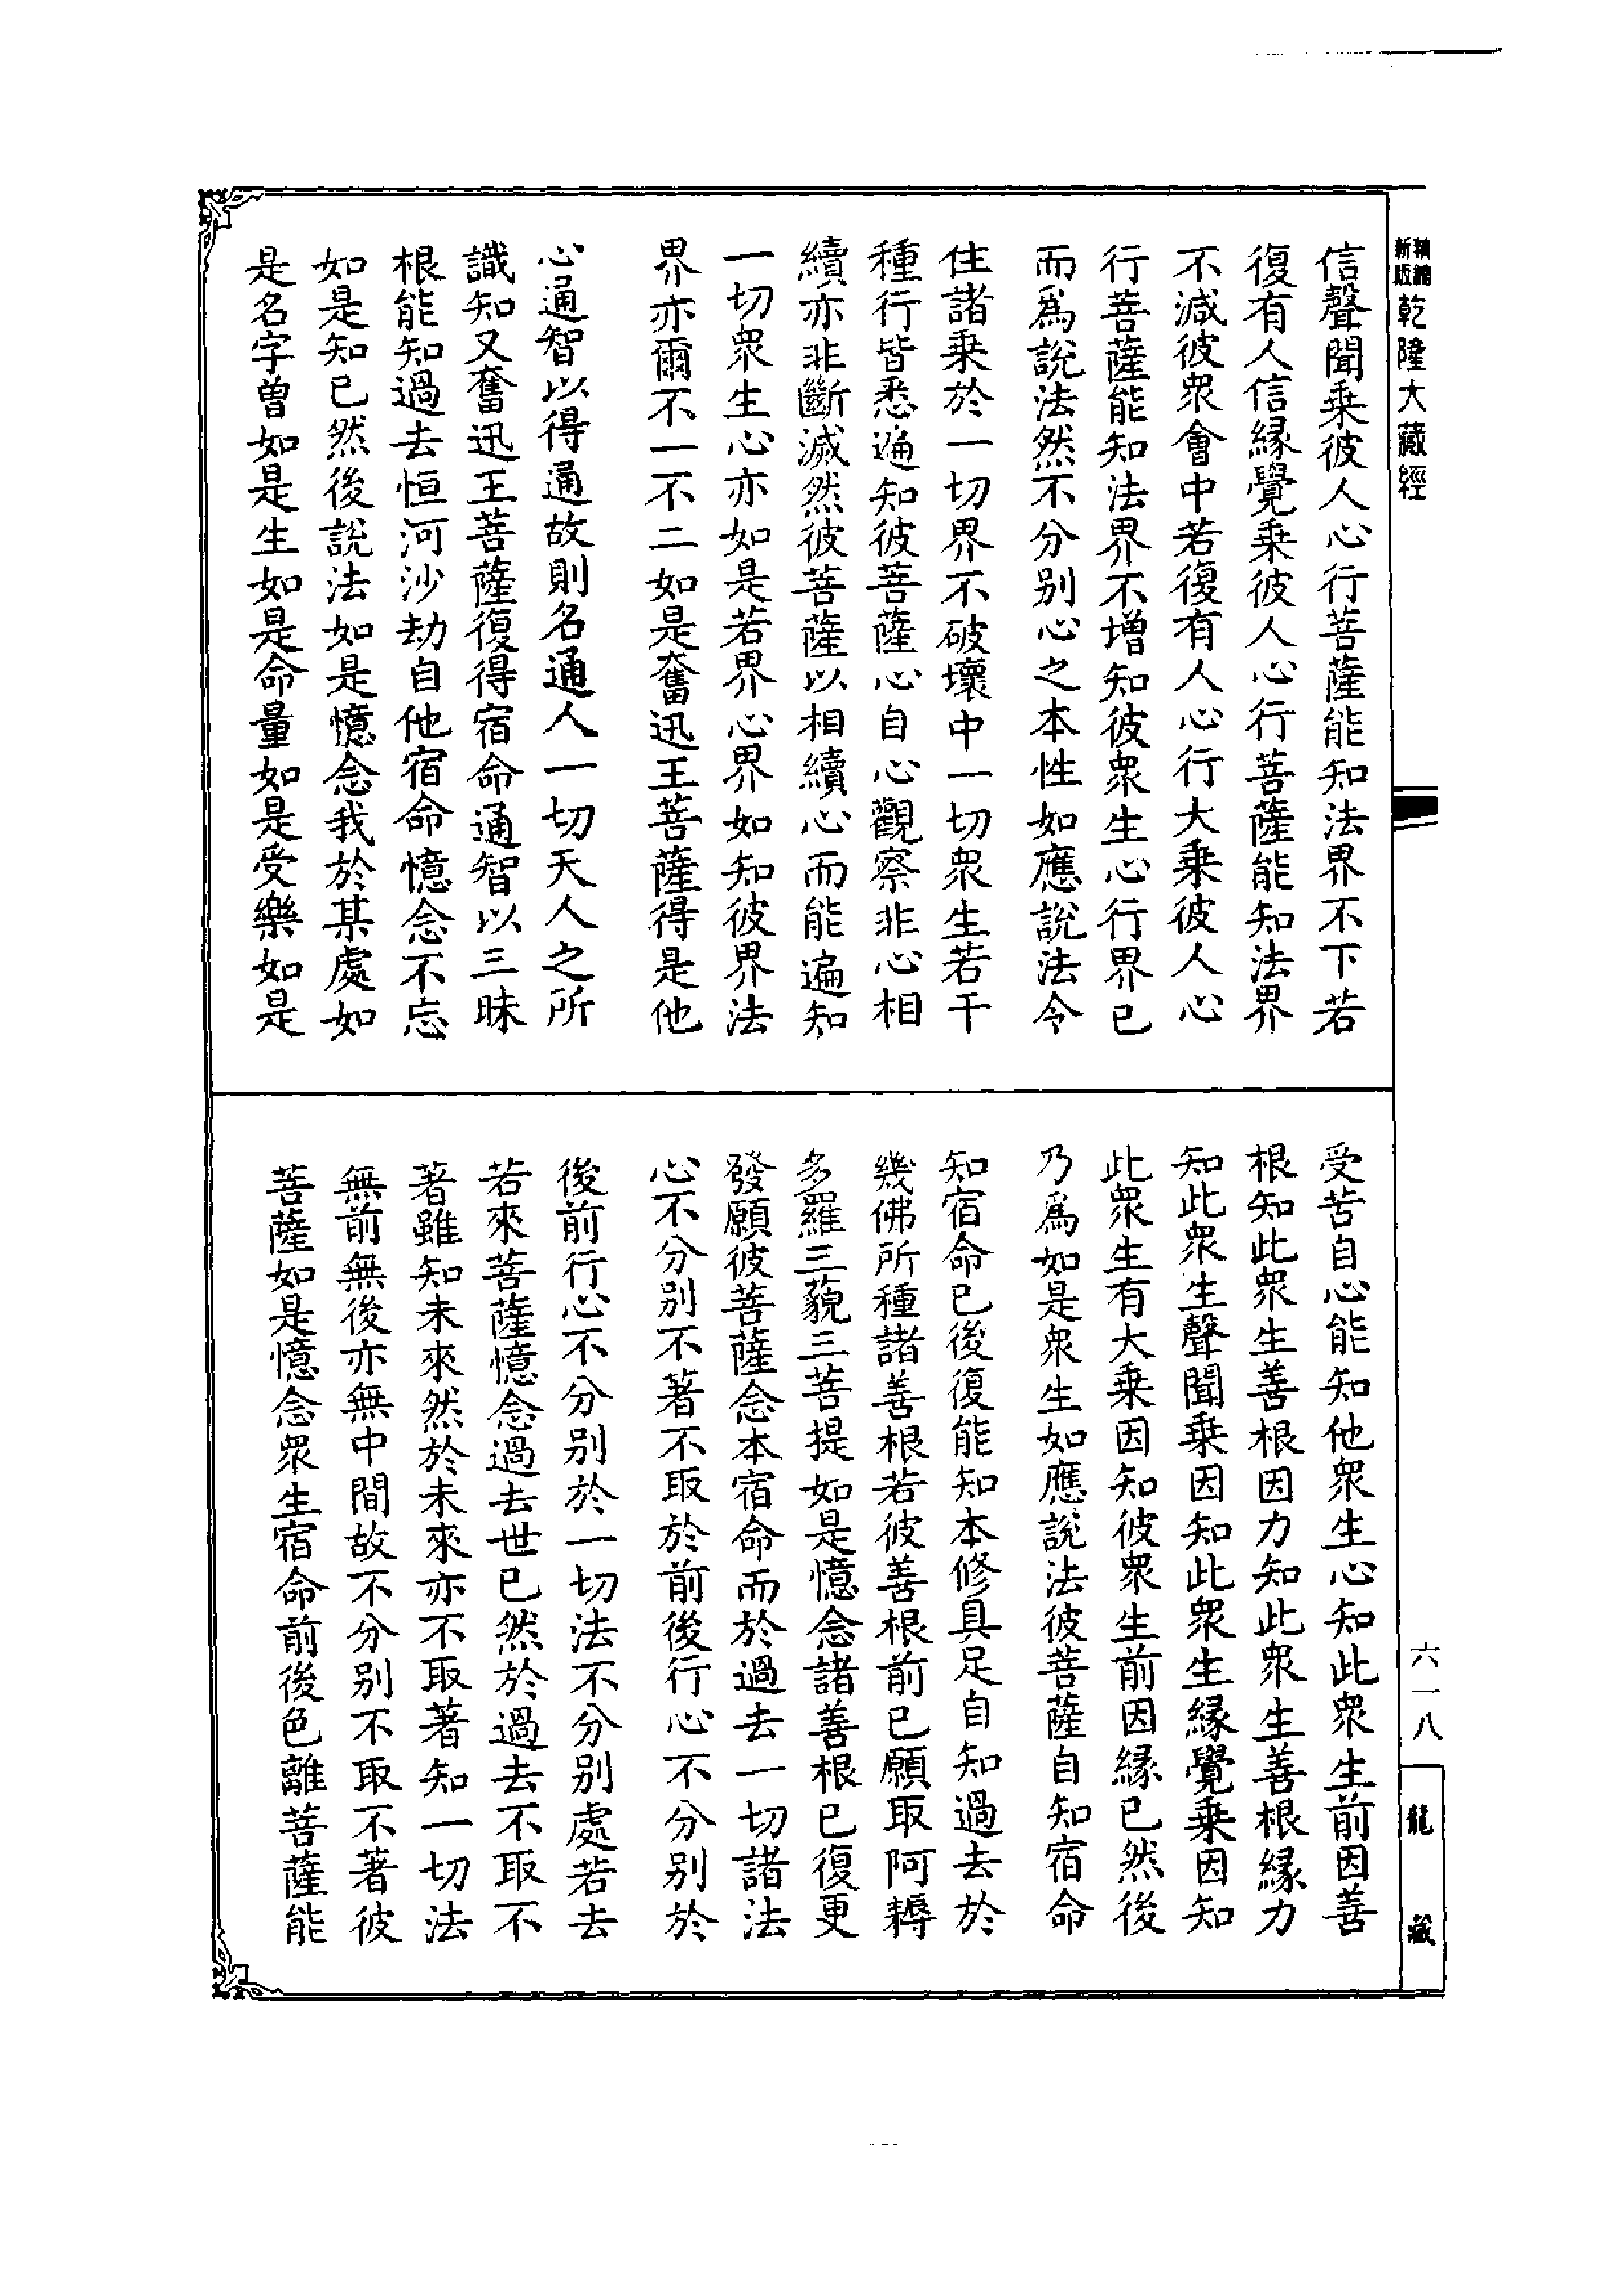 精縮
新版
乾隆大藏經
信聲聞乗彼人心行菩薩能知法界不下若
復有人信緣覺乗彼人心行菩薩能知法界
不減彼衆會中若復有人心行大乗彼人心
行菩薩能知法界不增知彼衆生心行界已
而爲說法然不分别心之本性如應說法令
住諸乗於一切界不破壞中一切衆生若干
種行皆悉遍知彼菩薩心自心觀察非心相
續亦非斷滅然彼菩薩以相續心而能遍知
一切衆生心亦如是若界心界如知彼界法
界亦爾不一不二如是奮迅王菩薩得是他
心通智以得通故則名通人一切天人之所
識知又奮迅王菩薩復得宿命通智以三昧
根能知過去恒河沙劫自他宿命憶念不忘
如是知已然後說法如是憶念我於某處如
是名字曽如是生如是命量如是受樂如是
受苦自心能知他衆生心知此衆生前因善
根知此衆生善根因力知此衆生善根緣力
知此衆生聲聞乗因知此衆生緣覺乗因知
此衆生有大乗因知彼衆生前因緣已然後
乃爲如是衆生如應說法彼菩薩自知宿命
知宿命已後復能知本修具足自知過去於
幾佛所種諸善根若彼善根前已願取阿耨
多羅三藐三菩提如是憶念諸善根已復更
發願彼菩薩念本宿命而於過去一切諸法
心不分别不著不取於前後行心不分别於
後前行心不分别於一切法不分别處若去
若來菩薩憶念過去世已然於過去不取不
著雖知未來然於未來亦不取著知一切法
無前無後亦無中間故不分别不取不著彼
菩薩如是憶念衆生宿命前後色離菩薩能
六一八
龍藏